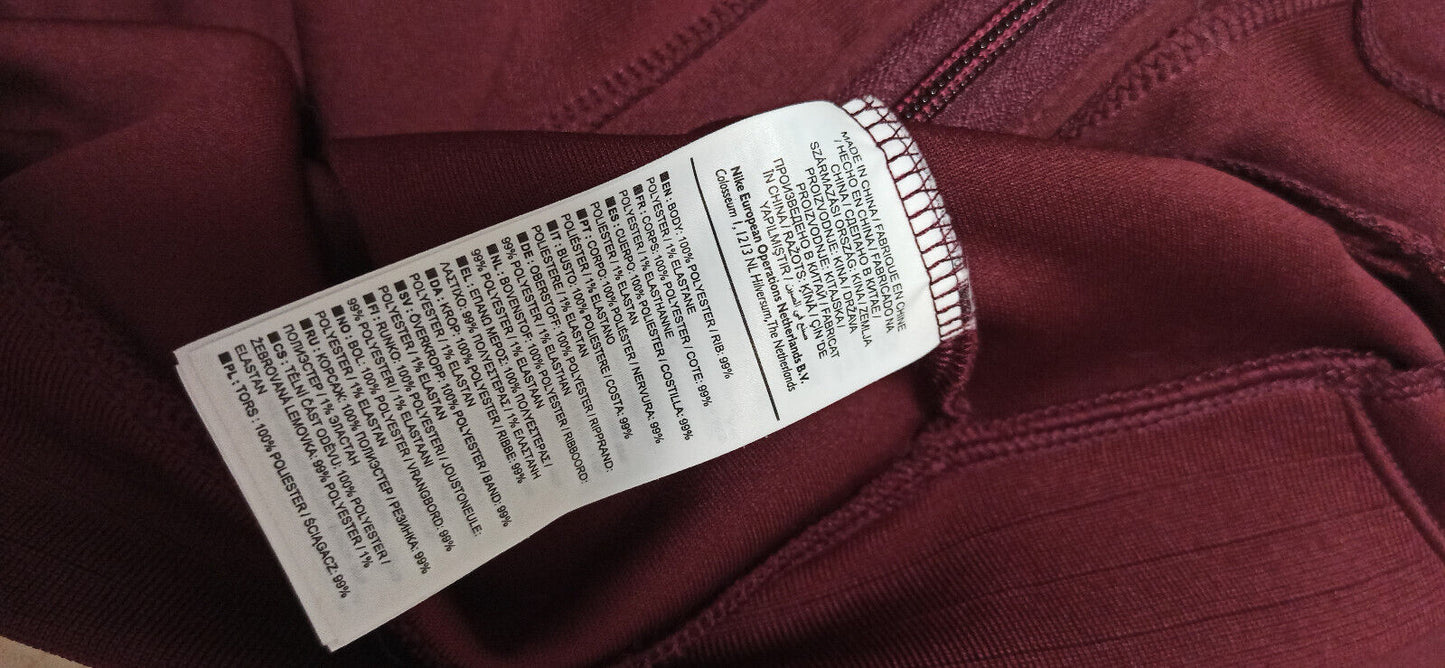 MADE IN CHINA / FABRIQUE EN CHINE
/ HECHO EN CHINA / FABRICADO NA
CHINA / СДЕЛАНО В КИТАЕ /
SZÁRMAZÁSI ORSZÁG: KÍNA / ZEMLJA
PROIZVODNJE: KINA / DRŽAVA
PROIZVODNJE: KITAJSKA /
ПРОИЗВЕДЕНО В КИТАЙ / FABRICAT
IN CHINA / RAŽOTS: ĶĪNĀ / ÇİN 'DE
YAPILMIŞTIR / صنع في الصين
Nike European Operations Netherlands B.V.
Colosseum 1, 1213 NL Hilversum, The Netherlands
■ EN : BODY: 100% POLYESTER / RIB: 99%
POLYESTER / 1% ELASTANE
■ FR : CORPS: 100% POLYESTER / COTE: 99%
POLYESTER / 1% ELASTHANNE
■ ES : CUERPO: 100% POLIESTER / COSTILLA: 99%
POLIESTER / 1% ELASTANO
■ PT : CORPO: 100% POLIÉSTER / NERVURA: 99%
POLIÉSTER / 1% ELASTAN
■ IT : BUSTO: 100% POLIESTERE / COSTA: 99%
POLIESTERE / 1% ELASTAN
■ DE : OBERSTOFF: 100% POLYESTER / RIPPRAND:
99% POLYESTER / 1% ELASTHAN
■ NL : BOVENSTOF: 100% POLYESTER / RIBBOORD:
99% POLYESTER / 1% ELASTAAN
■ EL : ΕΠΑΝΩ ΜΕΡΟΣ: 100% ΠΟΛΥΕΣΤΕΡΑΣ /
ΛΑΣΤΙΧΟ: 99% ΠΟΛΥΕΣΤΕΡΑΣ / 1% ΕΛΑΣΤΑΝΗ
■ DA : KROP: 100% POLYESTER / RIBBE: 99%
POLYESTER / 1% ELASTAN
■ SV : ÖVERKROPP: 100% POLYESTER / BAND: 99%
POLYESTER / 1% ELASTAN
■ FI : RUNKO: 100% POLYESTERI / JOUSTONEULE:
99% POLYESTERI / 1% ELASTAANI
■ NO : BOL: 100% POLYESTER / VRANGBORD: 99%
POLYESTER / 1% ELASTAN
■ RU : КОРСАЖ: 100% ПОЛИЭСТЕР / РЕЗИНКА: 99%
ПОЛИЭСТЕР / 1% ЭЛАСТАН
■ CS : TĚLNÍ ČÁST ODĚVU: 100% POLYESTER /
ŽEBROVANÁ LEMOVKA: 99% POLYESTER / 1%
ELASTAN
■ PL : TORS: 100% POLIESTER / ŚCIĄGACZ: 99%